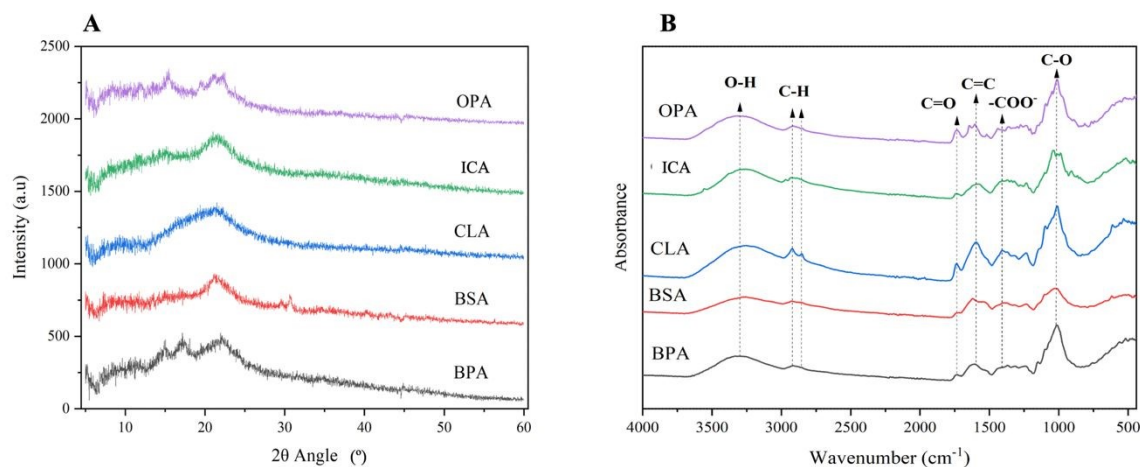 A
2500
2000
1500
1000
500
0
Intensity (a.u)
OPA
ICA
CLA
BSA
BPA
10 20 30 40 50 60
2θ Angle (º)
B
O-H
C-H
C=O
C=C
-COO-
C-O
Absorbance
OPA
ICA
CLA
BSA
BPA
4000 3500 3000 2500 2000 1500 1000 500
Wavenumber (cm-1)